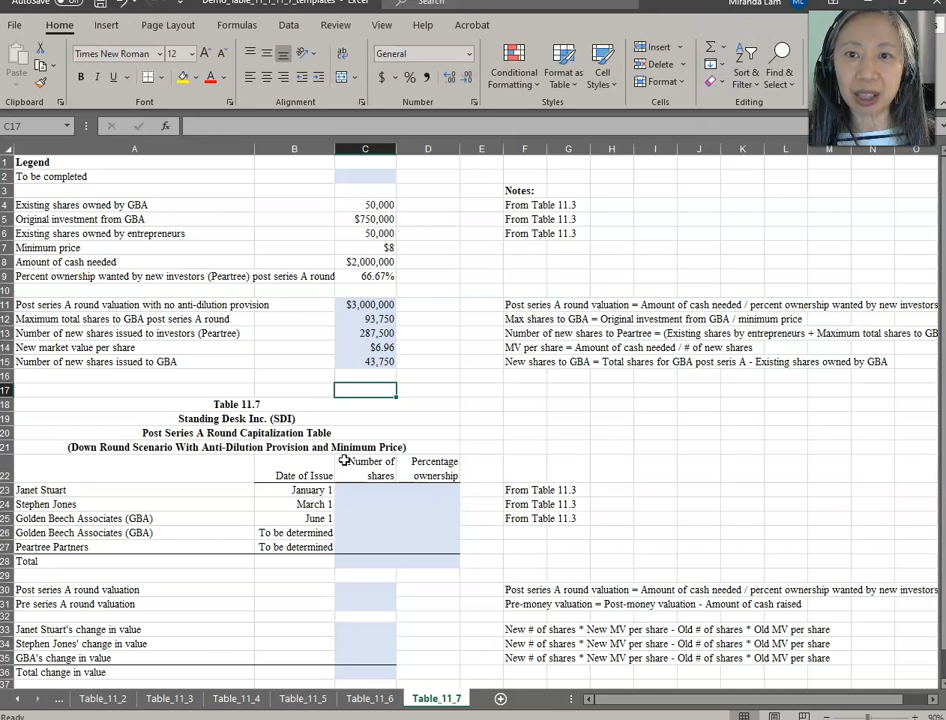 AutoSave Off Demo_Table_11_1_11_7_templates - Excel Search Miranda Lam ML
File Home Insert Page Layout Formulas Data Review View Help Acrobat
Times New Roman 12 General
Paste
Conditional Formatting
Format as Table
Cell Styles
Insert
Delete
Format
Sort & Filter
Find & Select
Clipboard Font Alignment Number Styles Cells Editing
C17 fx
A B C D E F G H I J K L M N O
1 Legend
2 To be completed
3 Notes:
4 Existing shares owned by GBA 50,000 From Table 11.3
5 Original investment from GBA $750,000 From Table 11.3
6 Existing shares owned by entrepreneurs 50,000 From Table 11.3
7 Minimum price $8
8 Amount of cash needed $2,000,000
9 Percent ownership wanted by new investors (Peartree) post series A round 66.67%
10
11 Post series A round valuation with no anti-dilution provision $3,000,000 Post series A round valuation = Amount of cash needed / percent ownership wanted by new investors
12 Maximum total shares to GBA post series A round 93,750 Max shares to GBA = Original investment from GBA / minimum price
13 Number of new shares issued to investors (Peartree) 287,500 Number of new shares to Peartree = (Existing shares by entrepreneurs + Maximum total shares to GB
14 New market value per share $6.96 MV per share = Amount of cash needed / # of new shares
15 Number of new shares issued to GBA 43,750 New shares to GBA = Total shares for GBA post seris A - Existing shares owned by GBA
16
17
18 Table 11.7
19 Standing Desk Inc. (SDI)
20 Post Series A Round Capitalization Table
21 (Down Round Scenario With Anti-Dilution Provision and Minimum Price)
22 Date of Issue Number of shares Percentage ownership
23 Janet Stuart January 1 From Table 11.3
24 Stephen Jones March 1 From Table 11.3
25 Golden Beech Associates (GBA) June 1 From Table 11.3
26 Golden Beech Associates (GBA) To be determined
27 Peartree Partners To be determined
28 Total
29
30 Post series A round valuation Post series A round valuation = Amount of cash needed / percent ownership wanted by new investors
31 Pre series A round valuation Pre-money valuation = Post-money valuation - Amount of cash raised
32
33 Janet Stuart's change in value New # of shares * New MV per share - Old # of shares * Old MV per share
34 Stephen Jones' change in value New # of shares * New MV per share - Old # of shares * Old MV per share
35 GBA's change in value New # of shares * New MV per share - Old # of shares * Old MV per share
36 Total change in value
37
... Table_11_2 Table_11_3 Table_11_4 Table_11_5 Table_11_6 Table_11_7
Ready 90%